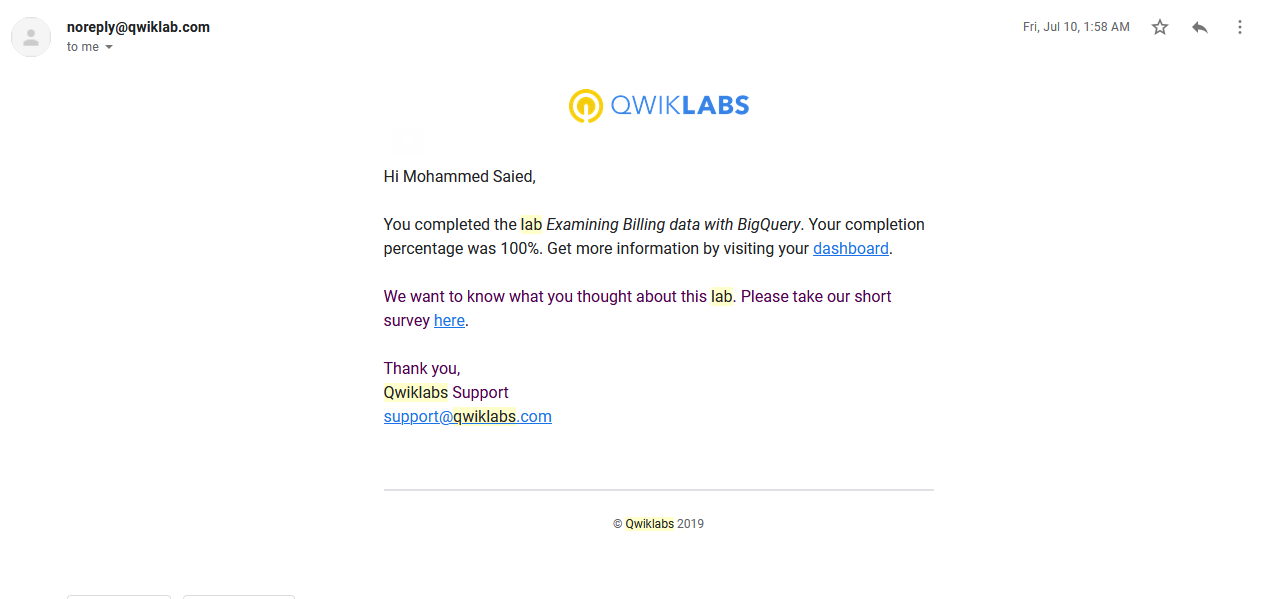 noreply@qwiklab.com
Fri, Jul 10, 1:58 AM
to me
QWIKLABS
Hi Mohammed Saied,
You completed the lab Examining Billing data with BigQuery. Your completion
percentage was 100%. Get more information by visiting your dashboard.
We want to know what you thought about this lab. Please take our short
survey here.
Thank you,
Qwiklabs Support
support@qwiklabs.com
© Qwiklabs 2019